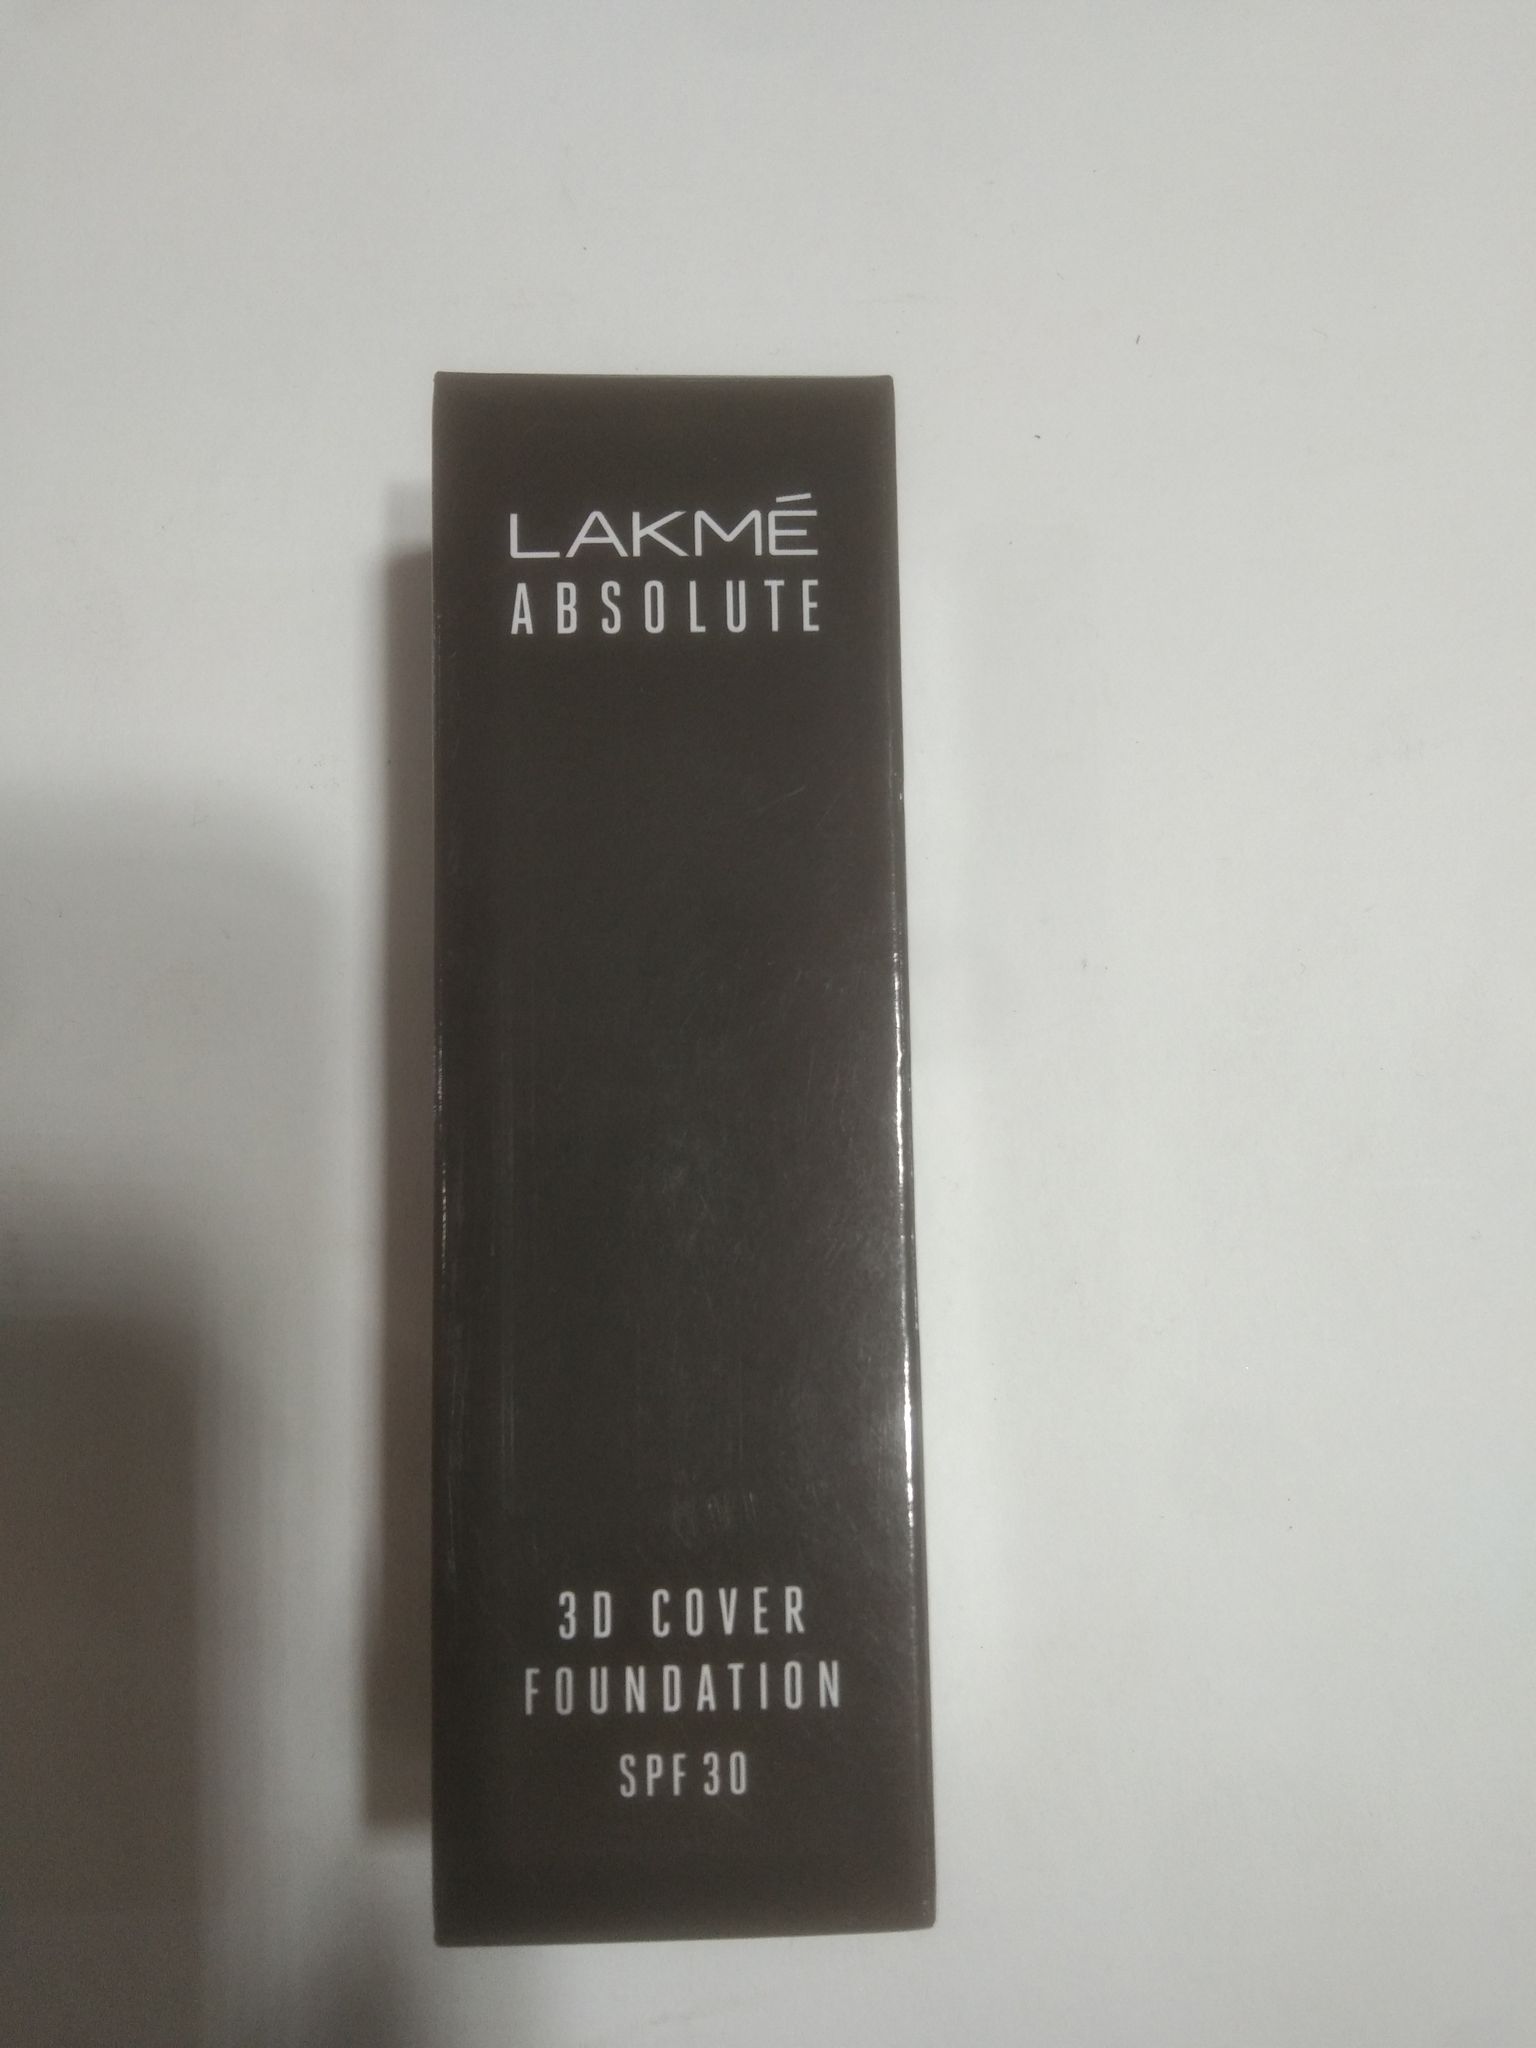 LAKMÉ
ABSOLUTE
3D COVER
FOUNDATION
SPF 30